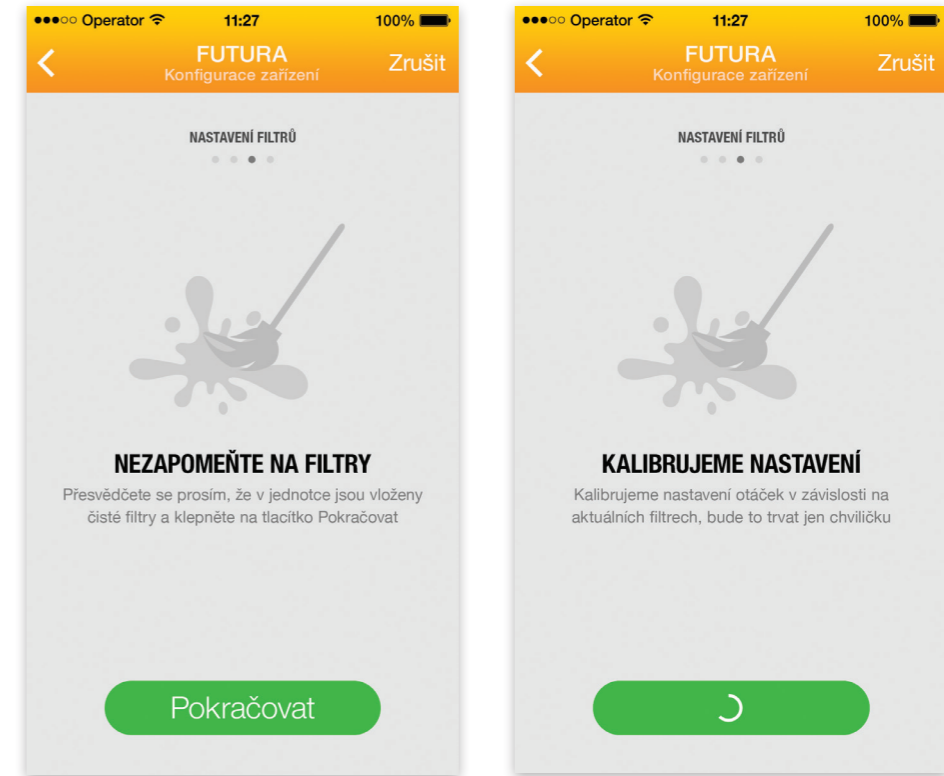 Operator 11:27 100%
FUTURA
Konfigurace zařízení
Zrušit
NASTAVENÍ FILTRŮ
NEZAPOMEŇTE NA FILTRY
Přesvědčete se prosím, že v jednotce jsou vloženy
čisté filtry a klepněte na tlacítko Pokračovat
Pokračovat
Operator 11:27 100%
FUTURA
Konfigurace zařízení
Zrušit
NASTAVENÍ FILTRŮ
KALIBRUJEME NASTAVENÍ
Kalibrujeme nastavení otáček v závislosti na
aktuálních filtrech, bude to trvat jen chviličku